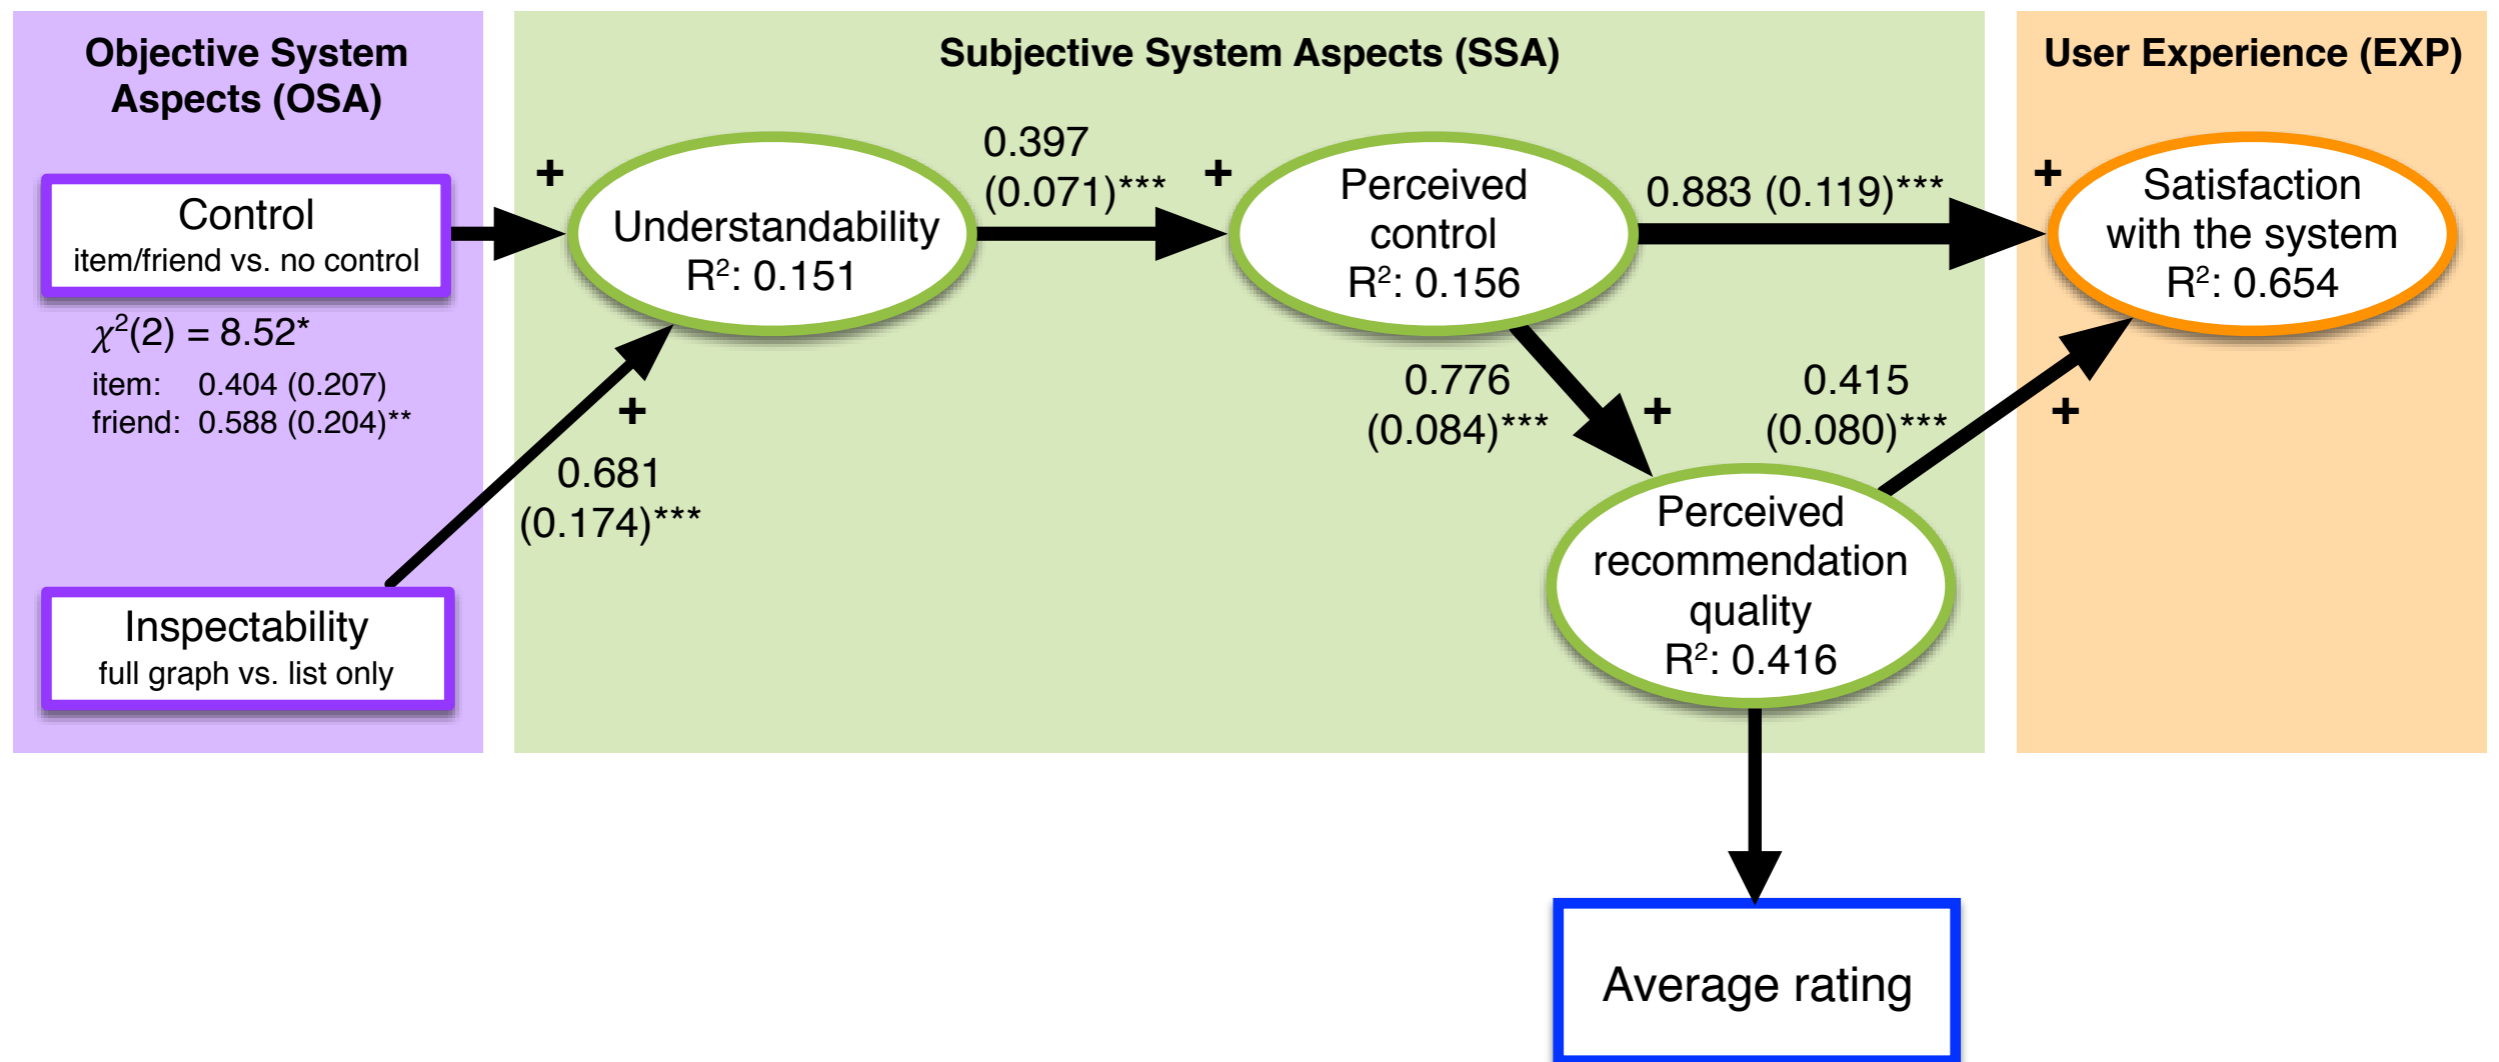 Objective System
Aspects (OSA)
Subjective System Aspects (SSA)
User Experience (EXP)
Control
item/friend vs. no control
χ²(2) = 8.52*
item: 0.404 (0.207)
friend: 0.588 (0.204)**
+
Understandability
R²: 0.151
0.397
(0.071)***
+
Perceived
control
R²: 0.156
0.883 (0.119)***
+
Satisfaction
with the system
R²: 0.654
+
0.681
(0.174)***
0.776
(0.084)***
+
0.415
(0.080)***
+
Inspectability
full graph vs. list only
Perceived
recommendation
quality
R²: 0.416
Average rating